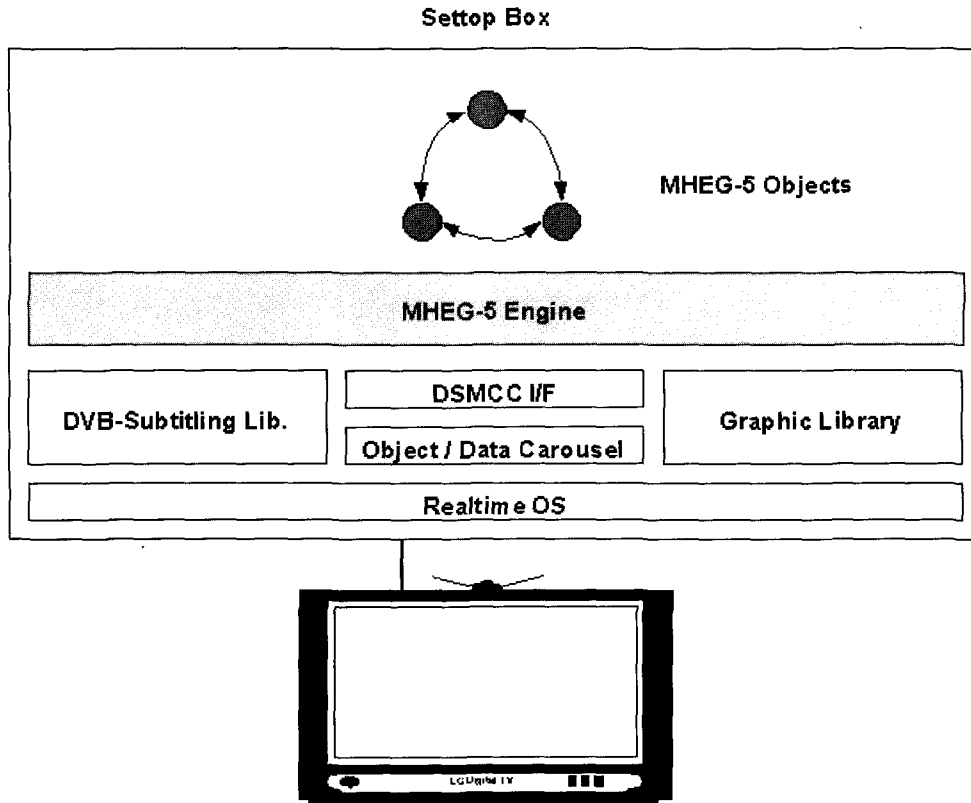 Settop Box
MHEG-5 Objects
MHEG-5 Engine
DVB-Subtitling Lib.
DSMCC I/F
Object / Data Carousel
Graphic Library
Realtime OS